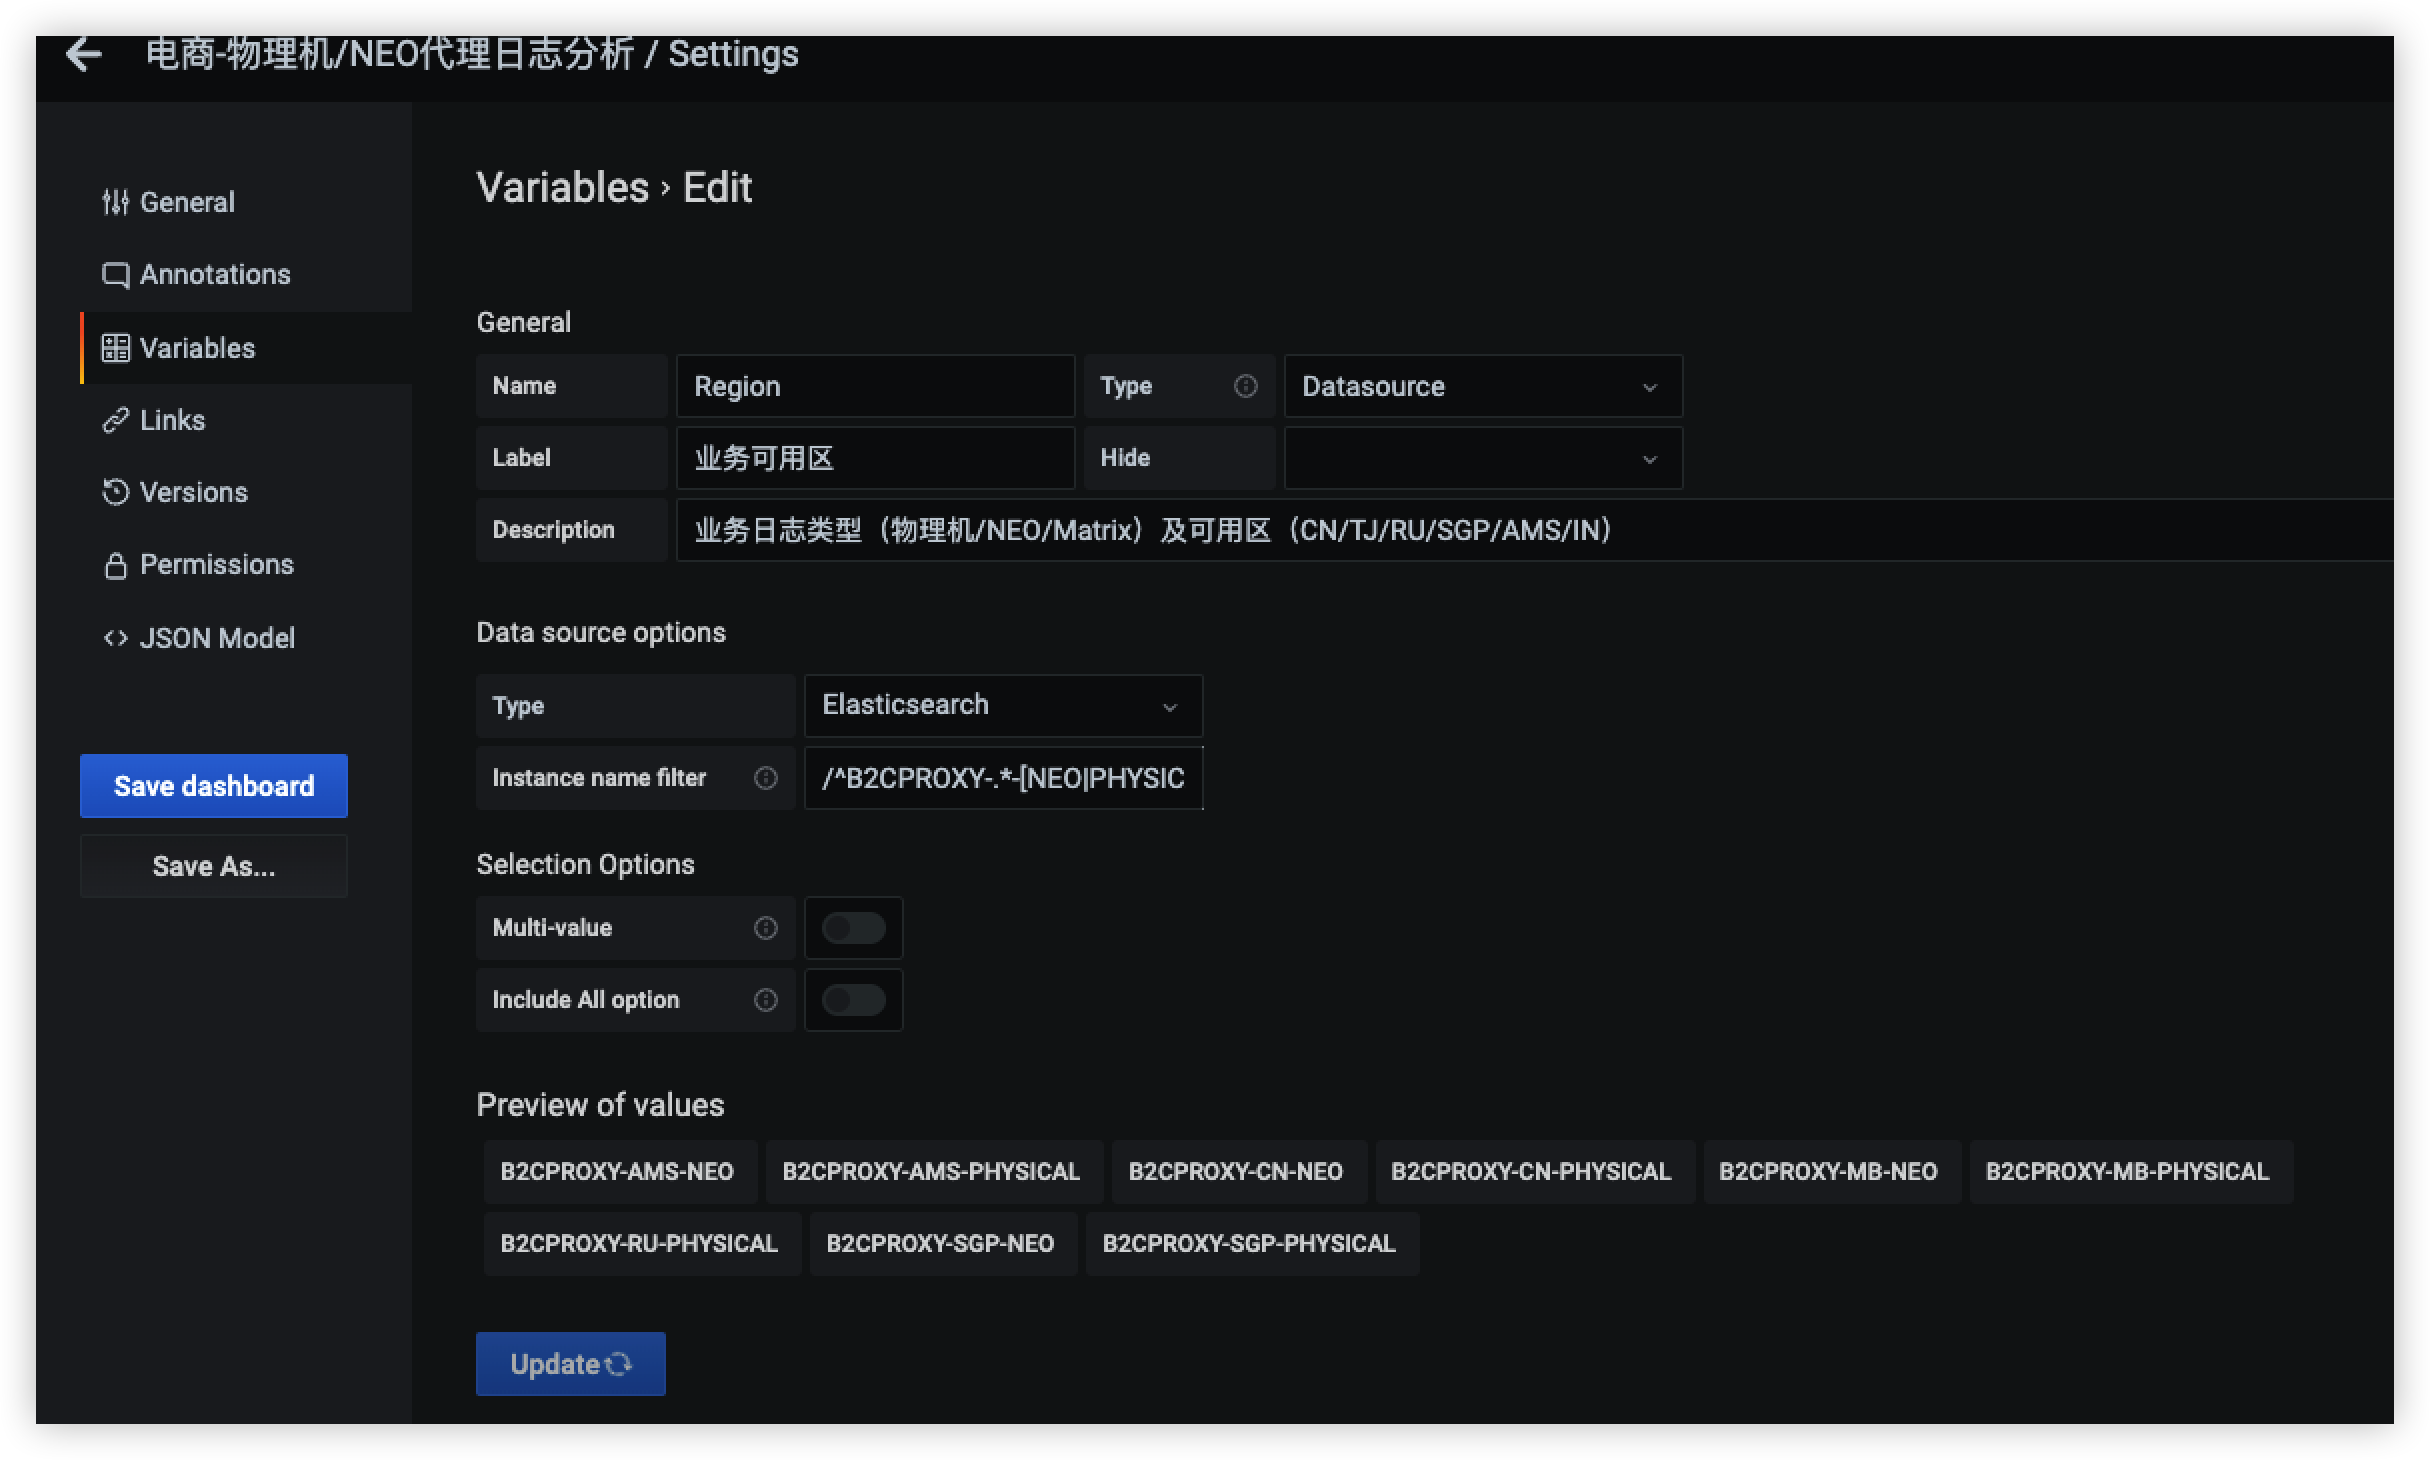 电商-物理机/NEO代理日志分析 / Settings
General
Annotations
Variables
Links
Versions
Permissions
JSON Model
Save dashboard
Save As...
Variables › Edit
General
Name Region Type Datasource
Label 业务可用区 Hide
Description 业务日志类型（物理机/NEO/Matrix）及可用区（CN/TJ/RU/SGP/AMS/IN）
Data source options
Type Elasticsearch
Instance name filter /^B2CPROXY-.*-[NEO|PHYSIC
Selection Options
Multi-value
Include All option
Preview of values
B2CPROXY-AMS-NEO B2CPROXY-AMS-PHYSICAL B2CPROXY-CN-NEO B2CPROXY-CN-PHYSICAL B2CPROXY-MB-NEO B2CPROXY-MB-PHYSICAL
B2CPROXY-RU-PHYSICAL B2CPROXY-SGP-NEO B2CPROXY-SGP-PHYSICAL
Update